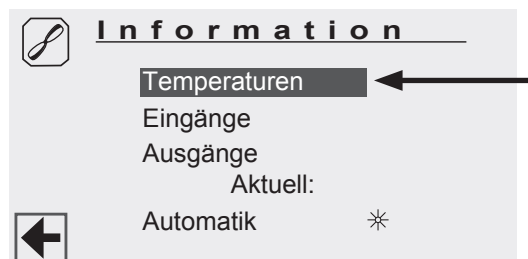 Information
Temperaturen
Eingänge
Ausgänge
Aktuell:
Automatik